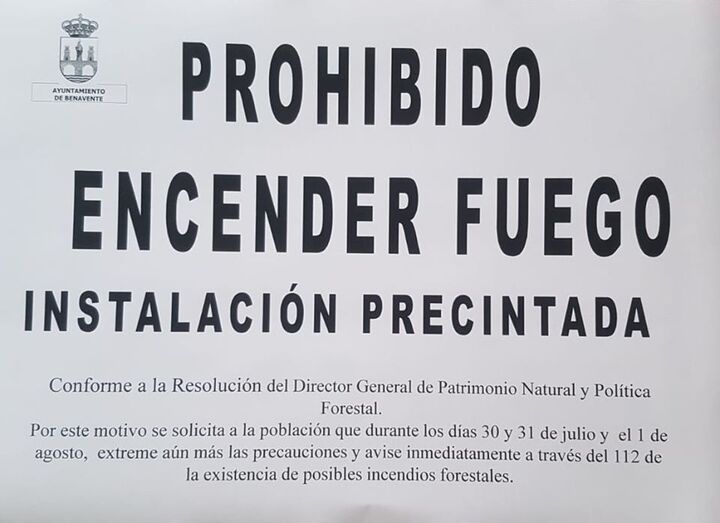 AYUNTAMIENTO
DE BENAVENTE
PROHIBIDO
ENCENDER FUEGO
INSTALACIÓN PRECINTADA
Conforme a la Resolución del Director General de Patrimonio Natural y Política
Forestal.
Por este motivo se solicita a la población que durante los días 30 y 31 de julio y el 1 de
agosto, extreme aún más las precauciones y avise inmediatamente a través del 112 de
la existencia de posibles incendios forestales.